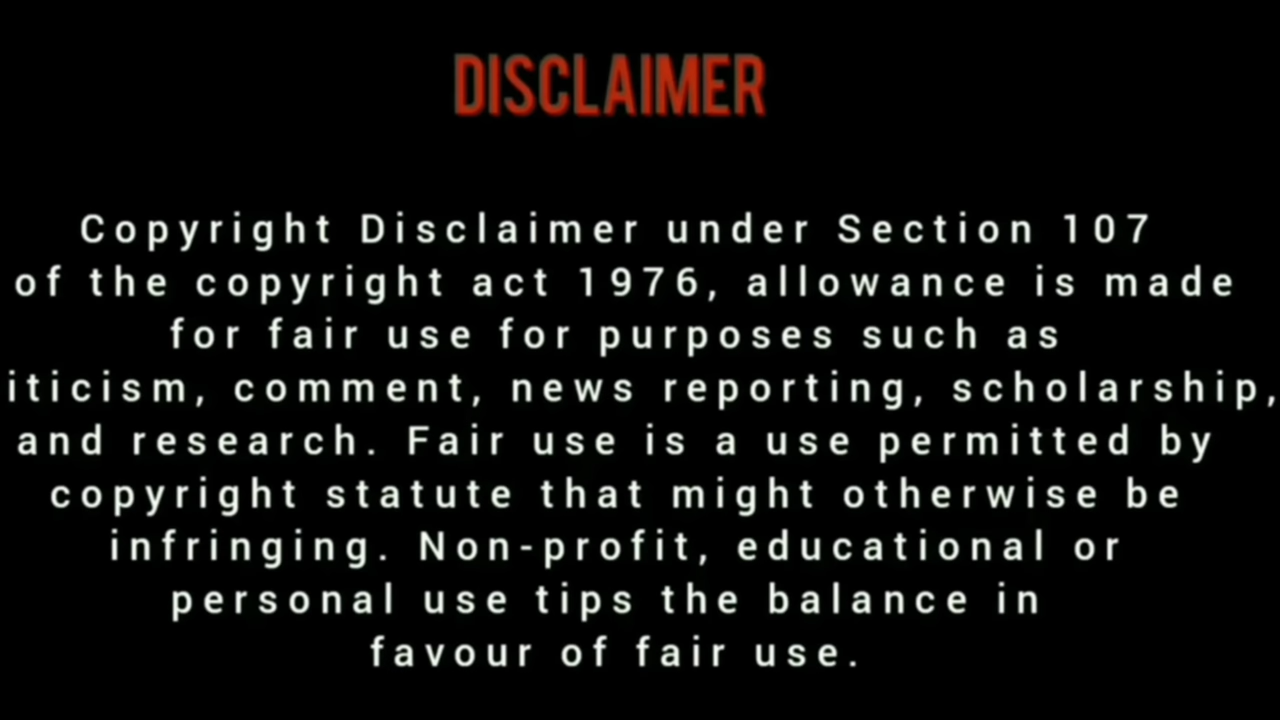 DISCLAIMER
Copyright Disclaimer under Section 107
of the copyright act 1976, allowance is made
for fair use for purposes such as
iticism, comment, news reporting, scholarship,
and research. Fair use is a use permitted by
copyright statute that might otherwise be
infringing. Non-profit, educational or
personal use tips the balance in
favour of fair use.